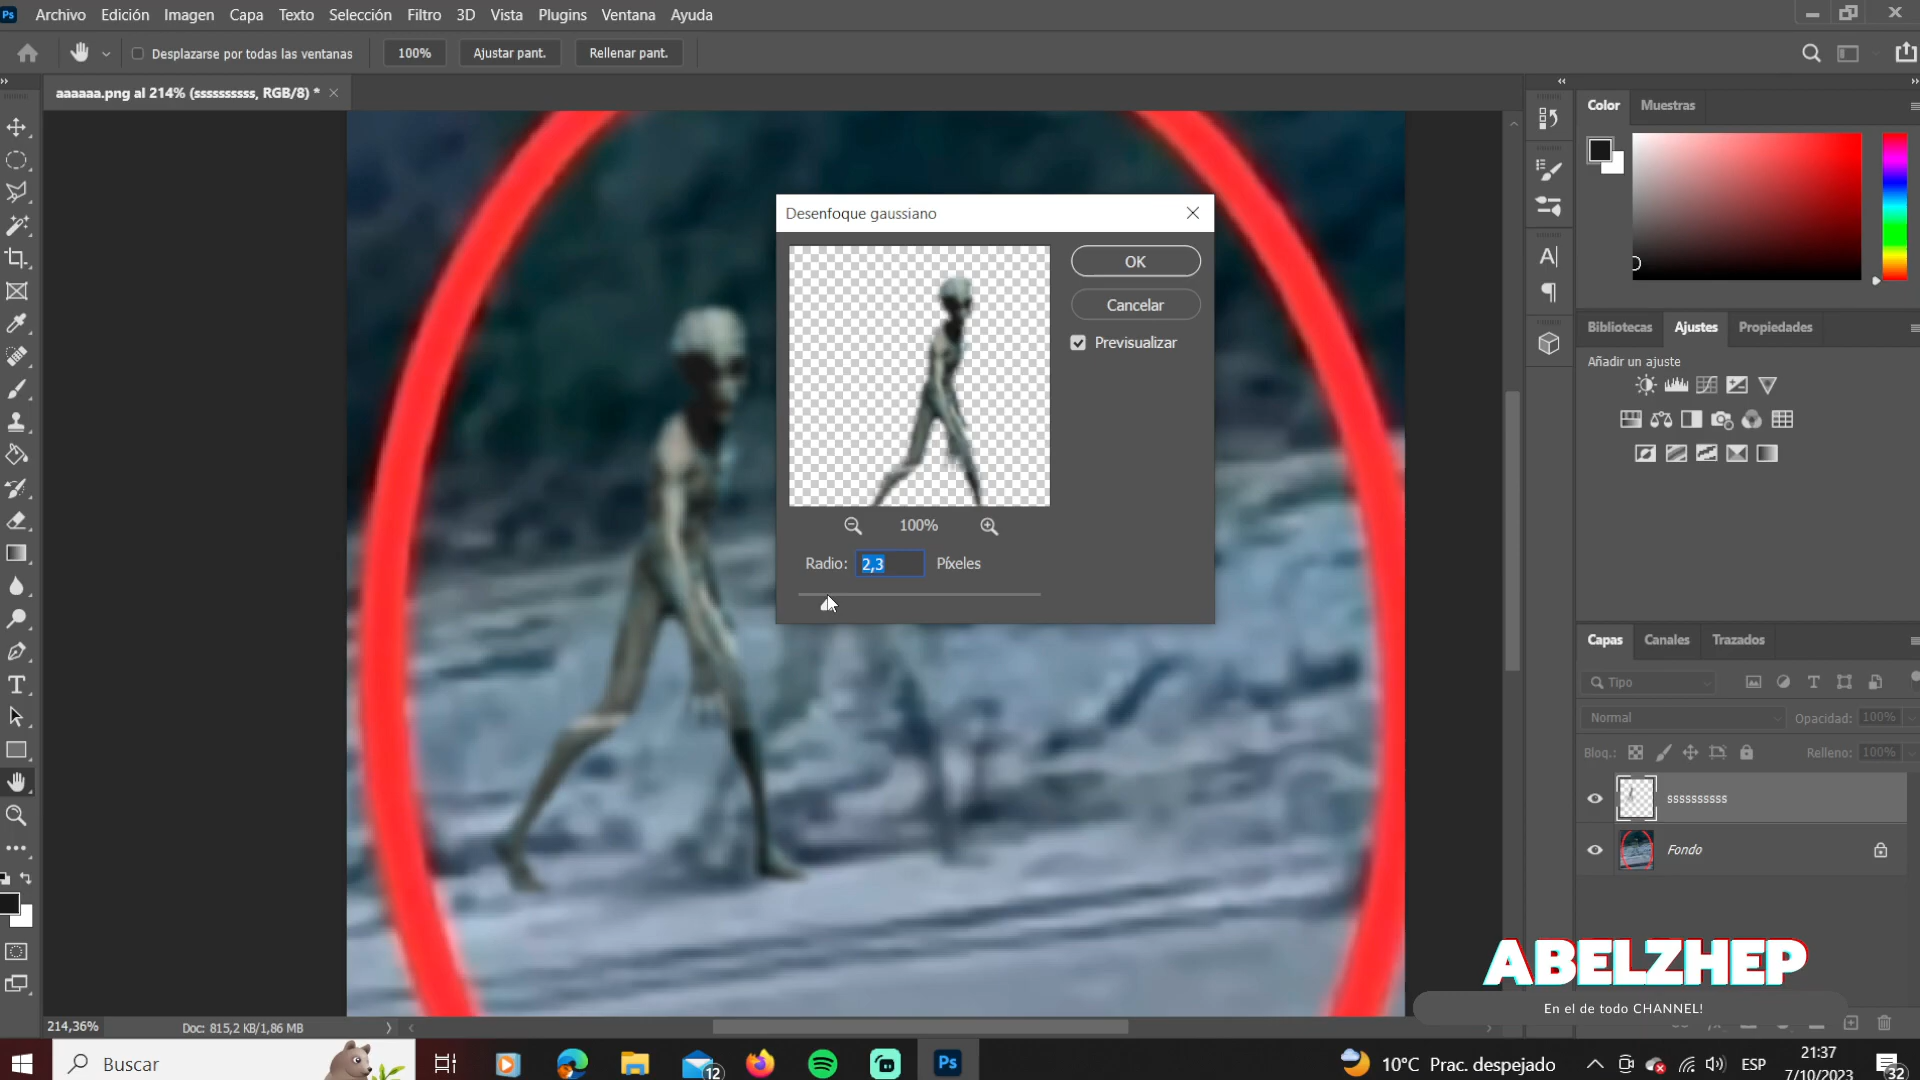 Ps Archivo Edición Imagen Capa Texto Selección Filtro 3D Vista Plugins Ventana Ayuda
Desplazarse por todas las ventanas 100% Ajustar pant. Rellenar pant.
aaaaaa.png al 214% (ssssssssss, RGB/8) *
Color Muestras
Desenfoque gaussiano
OK
Cancelar
Previsualizar
100%
Radio: 2,3 Píxeles
Bibliotecas Ajustes Propiedades
Añadir un ajuste
Capas Canales Trazados
Tipo
Normal Opacidad: 100%
Bloq.: Relleno: 100%
ssssssssss
Fondo
ABELZHEP
En el de todo CHANNEL!
214,36% Doc: 815,2 KB/1,86 MB
Buscar
12
Ps
10°C Prac. despejado
ESP
21:37
7/10/2023
32